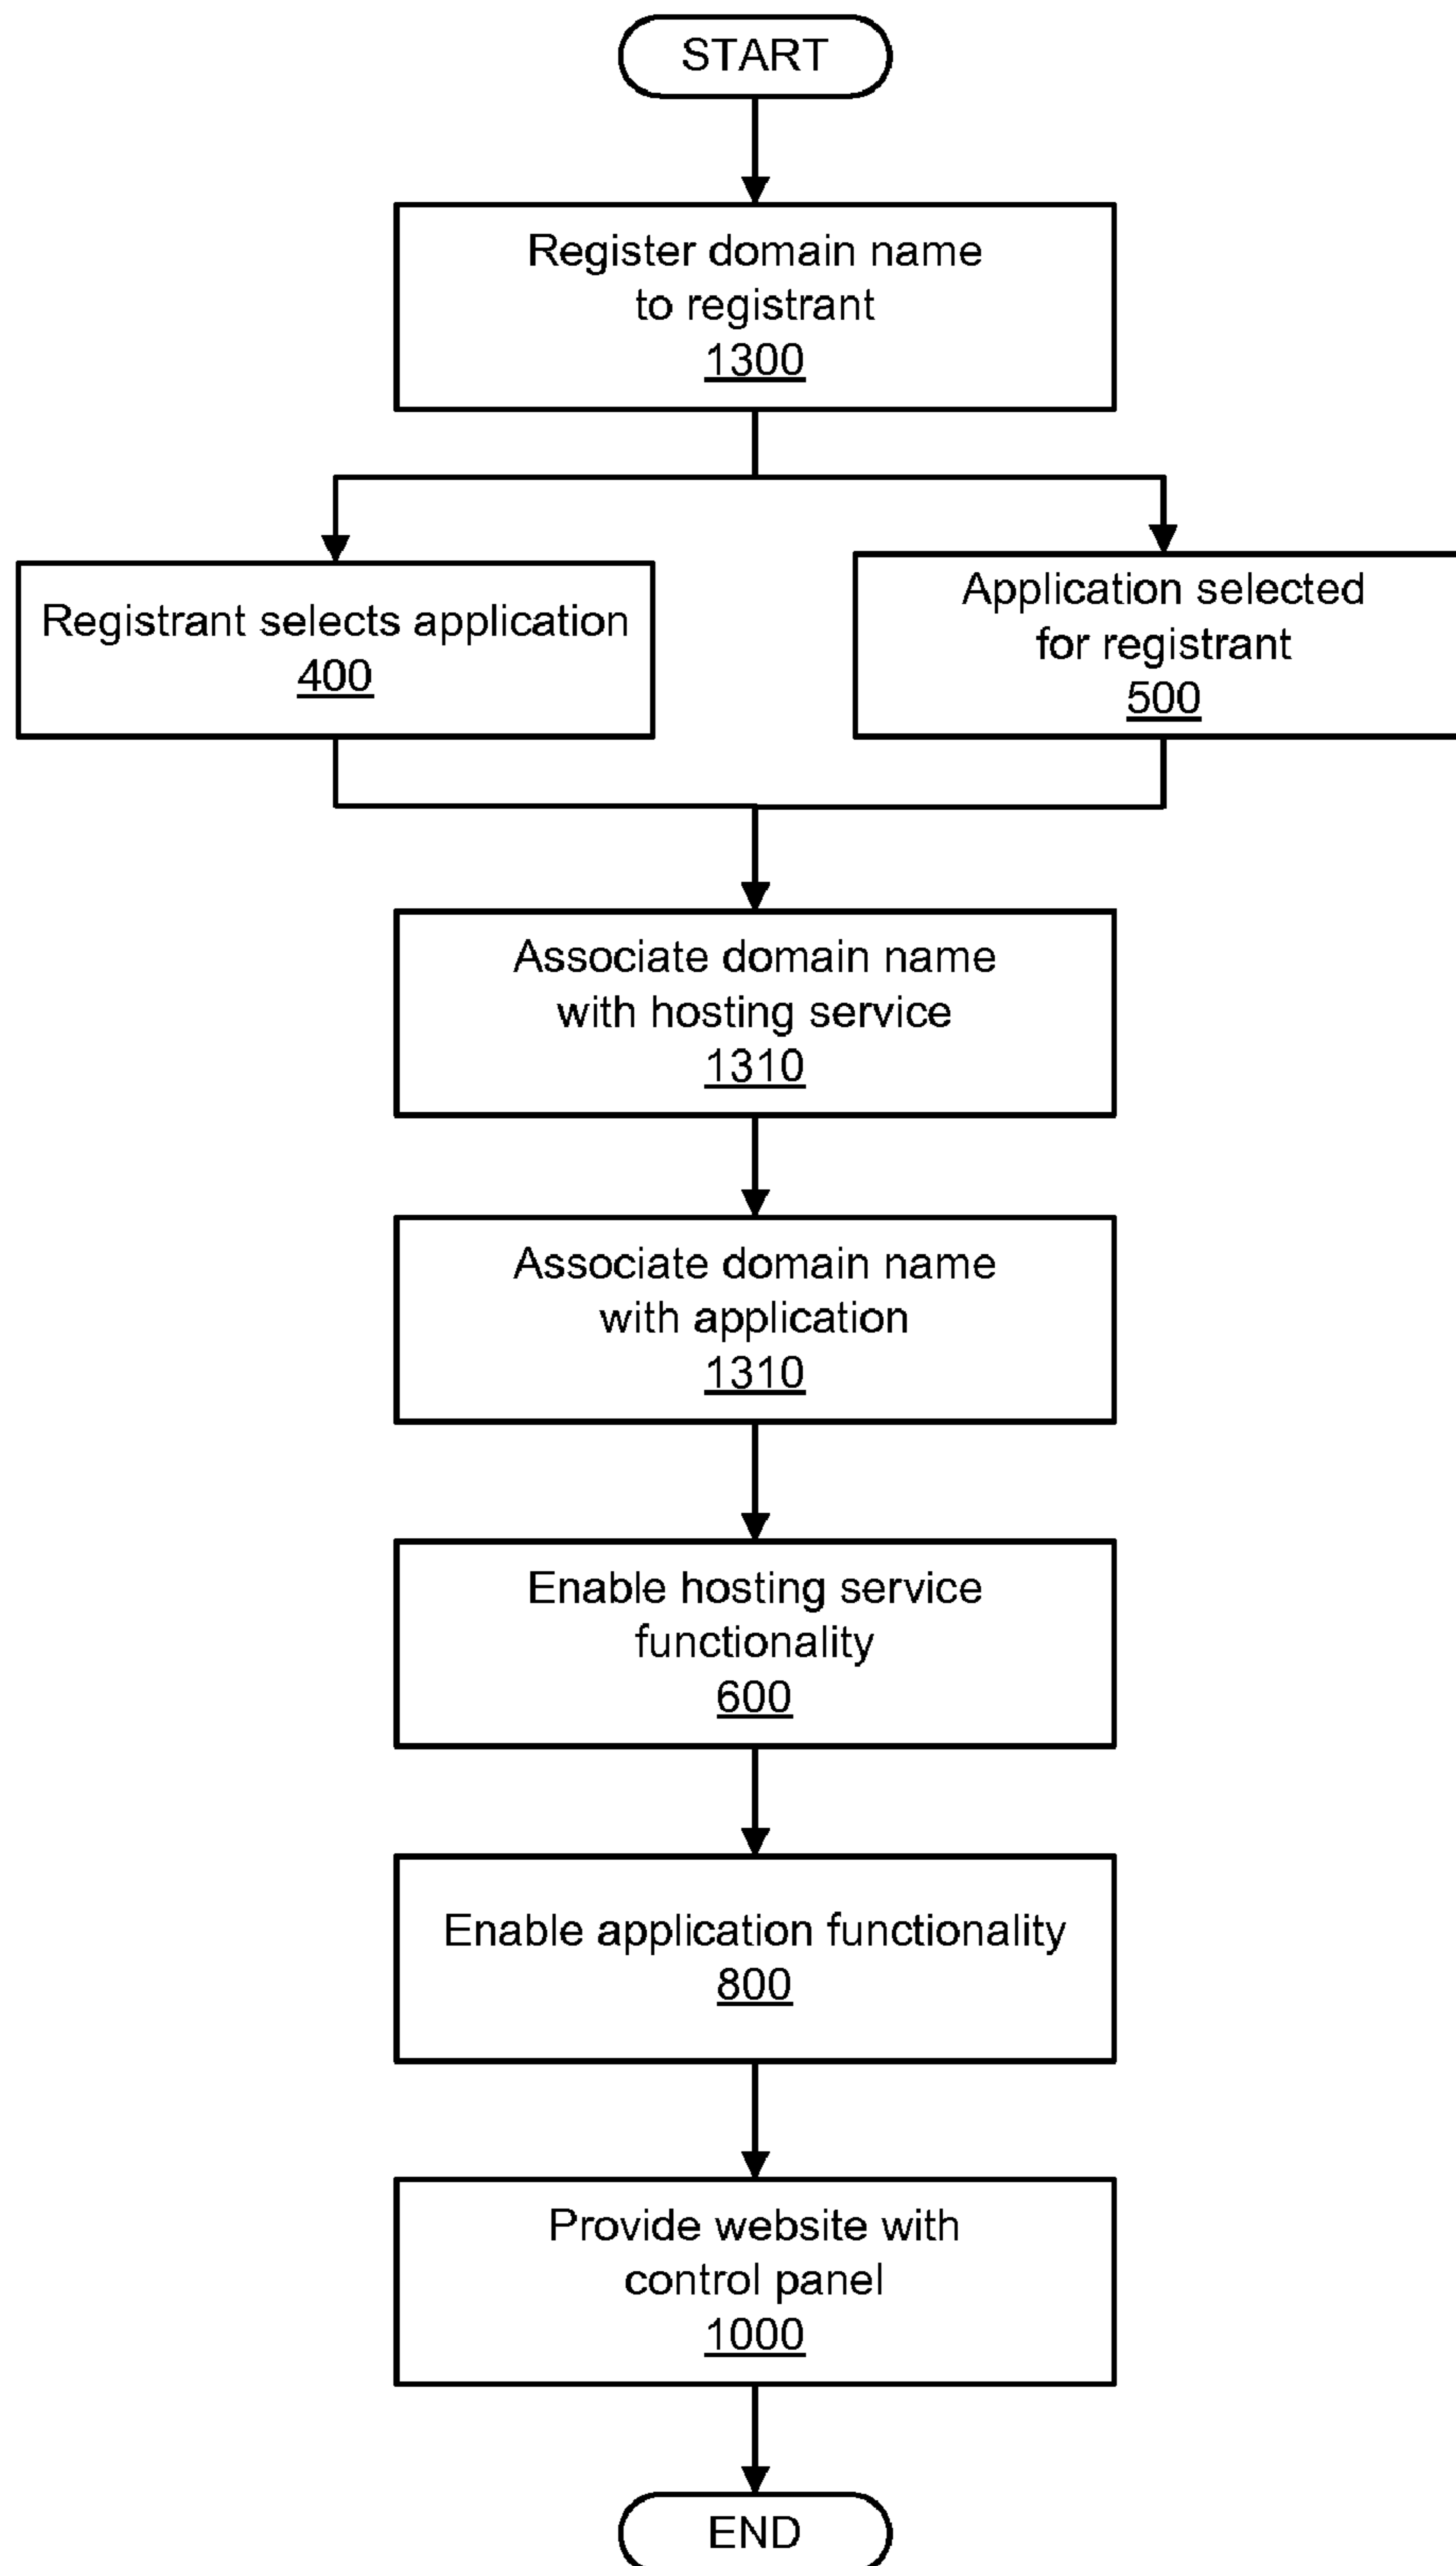 START
Register domain name
to registrant
1300
Registrant selects application
400
Application selected
for registrant
500
Associate domain name
with hosting service
1310
Associate domain name
with application
1310
Enable hosting service
functionality
600
Enable application functionality
800
Provide website with
control panel
1000
END